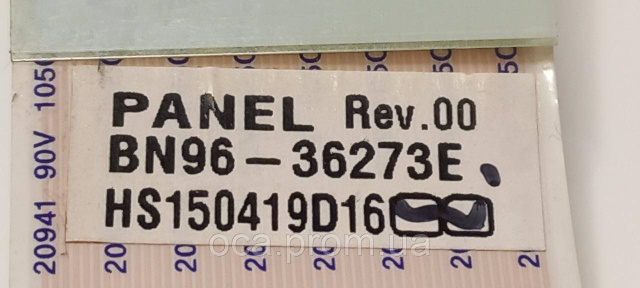 PANEL Rev.00
BN96-36273E
HS150419D16
oca.prom.ua
20941 90V 105C